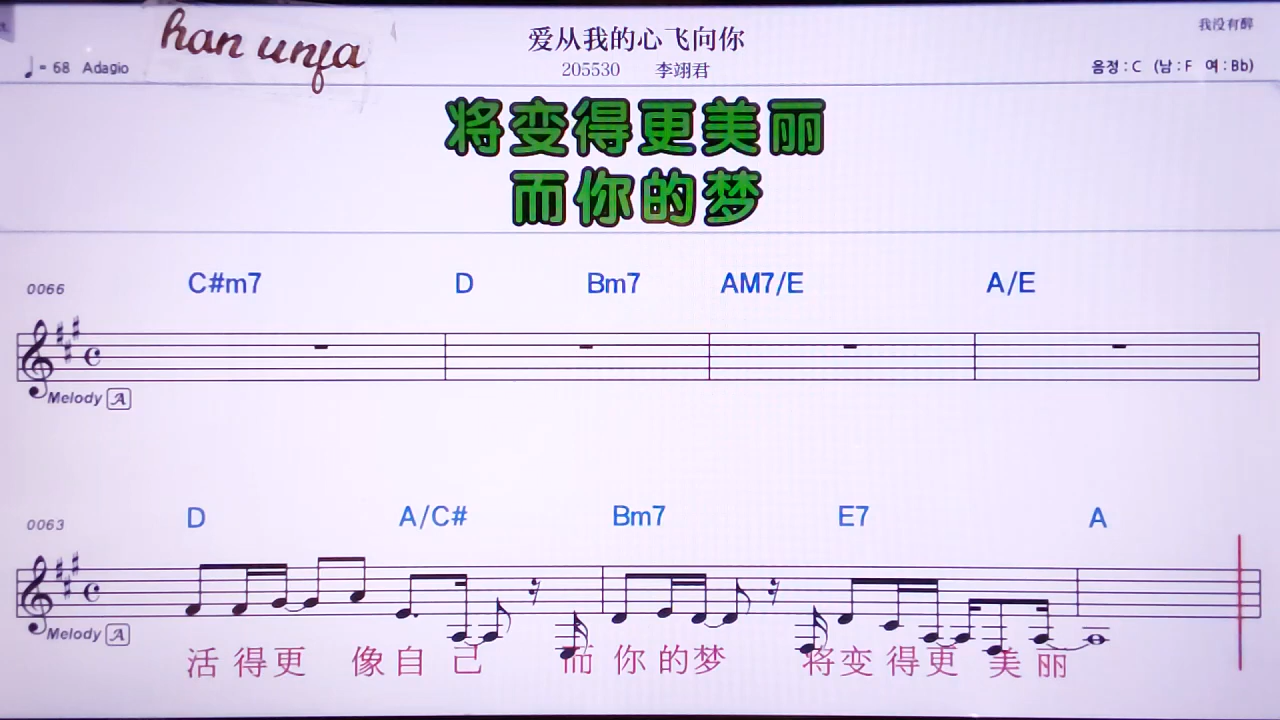 han unfa
爱从我的心飞向你
我没有醉
♩= 68 Adagio
205530 李翊君
음정 : C (남 : F 여 : Bb)
将变得更美丽
而你的梦
0066
C#m7 D Bm7 AM7/E A/E
Melody A
0063
D A/C# Bm7 E7 A
Melody A
活得更 像自己 而你的梦 将变得更美丽